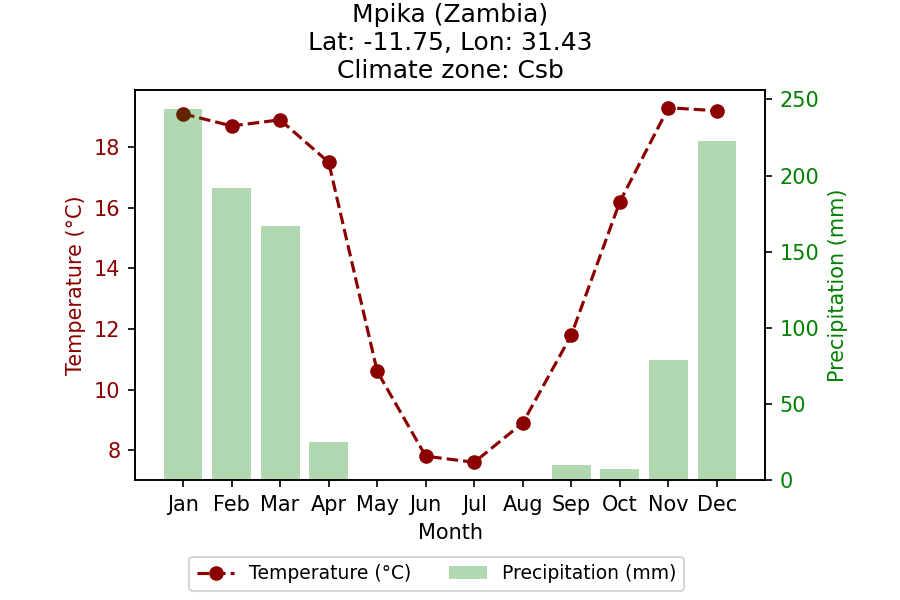 Mpika (Zambia)
Lat: -11.75, Lon: 31.43
Climate zone: Csb
Temperature (°C)
18
16
14
12
10
8
250
200
150
100
50
0
Precipitation (mm)
Jan Feb Mar Apr May Jun Jul Aug Sep Oct Nov Dec
Month
Temperature (°C) Precipitation (mm)